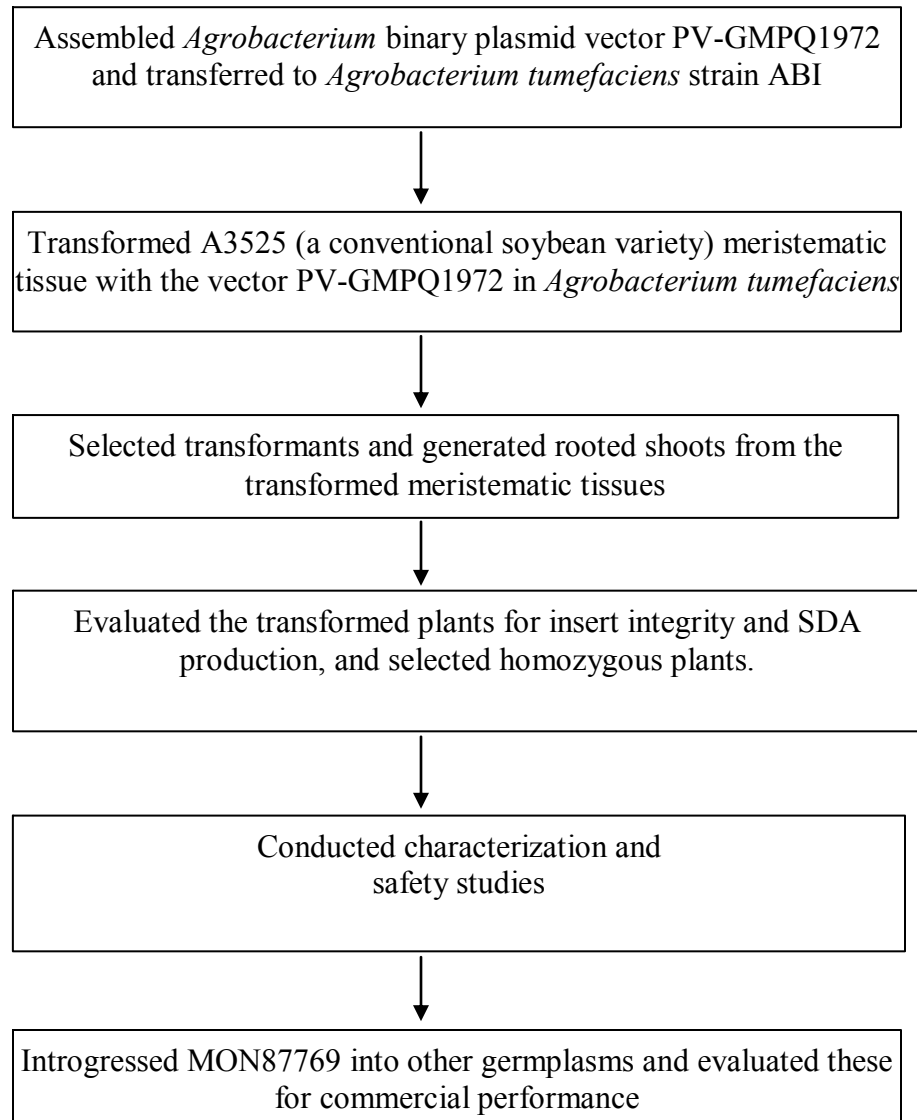 Assembled Agrobacterium binary plasmid vector PV-GMPQ1972
and transferred to Agrobacterium tumefaciens strain ABI
Transformed A3525 (a conventional soybean variety) meristematic
tissue with the vector PV-GMPQ1972 in Agrobacterium tumefaciens
Selected transformants and generated rooted shoots from the
transformed meristematic tissues
Evaluated the transformed plants for insert integrity and SDA
production, and selected homozygous plants.
Conducted characterization and
safety studies
Introgressed MON87769 into other germplasms and evaluated these
for commercial performance